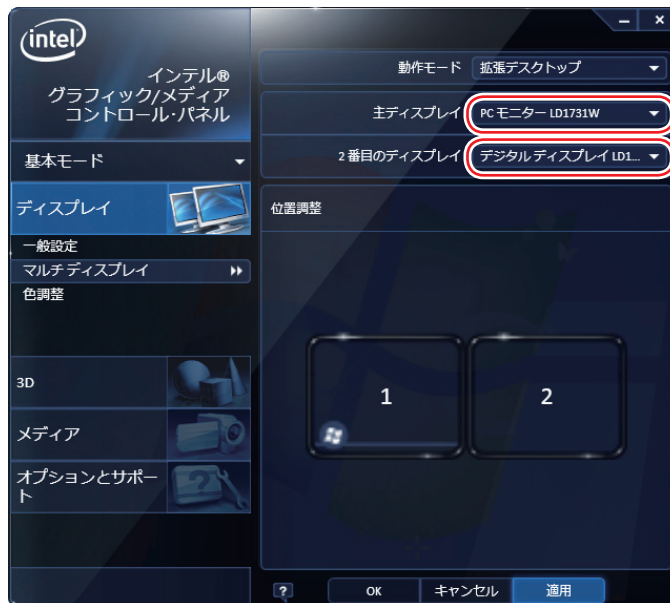 intel
インテル®
グラフィック/メディア
コントロール・パネル
基本モード
ディスプレイ
一般設定
マルチ ディスプレイ
色調整
3D
メディア
オプションとサポー
ト
動作モード 拡張デスクトップ
主ディスプレイ PC モニター LD1731W
2 番目のディスプレイ デジタル ディスプレイ LD1...
位置調整
1
2
? OK キャンセル 適用